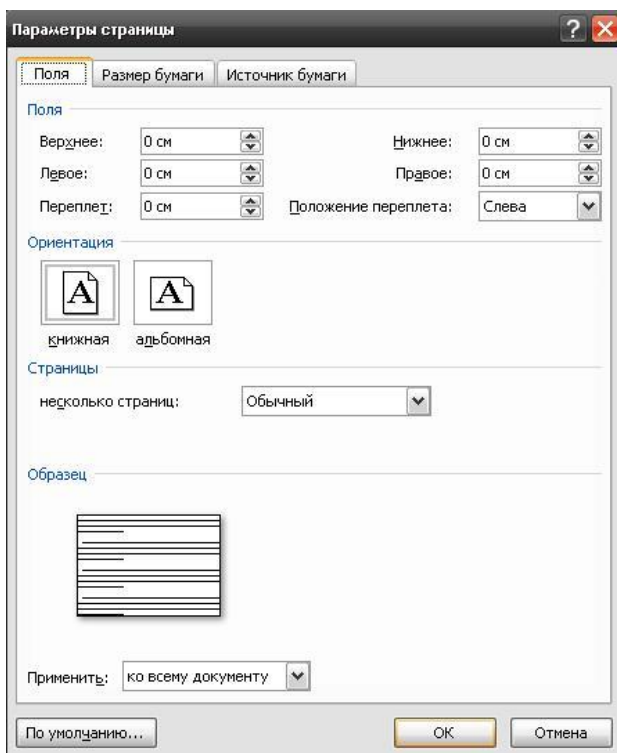 Параметры страницы
Поля Размер бумаги Источник бумаги
Поля
Верхнее: 0 см Нижнее: 0 см
Левое: 0 см Правое: 0 см
Переплет: 0 см Положение переплета: Слева
Ориентация
A A
книжная альбомная
Страницы
несколько страниц: Обычный
Образец
Применить: ко всему документу
По умолчанию... ОК Отмена